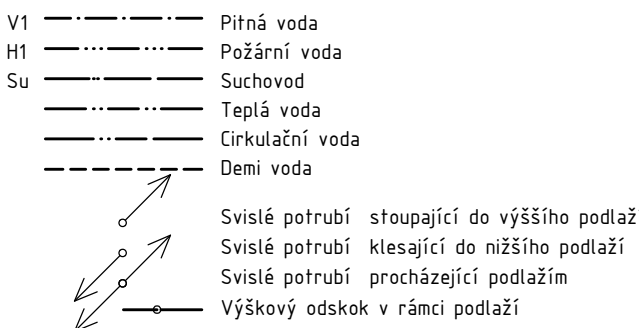 V1 Pitná voda
H1 Požární voda
Su Suchovod
Teplá voda
Cirkulační voda
Demi voda
Svislé potrubí stoupající do výššího podlaž
Svislé potrubí klesající do nižšího podlaží
Svislé potrubí procházející podlažím
Výškový odskok v rámci podlaží